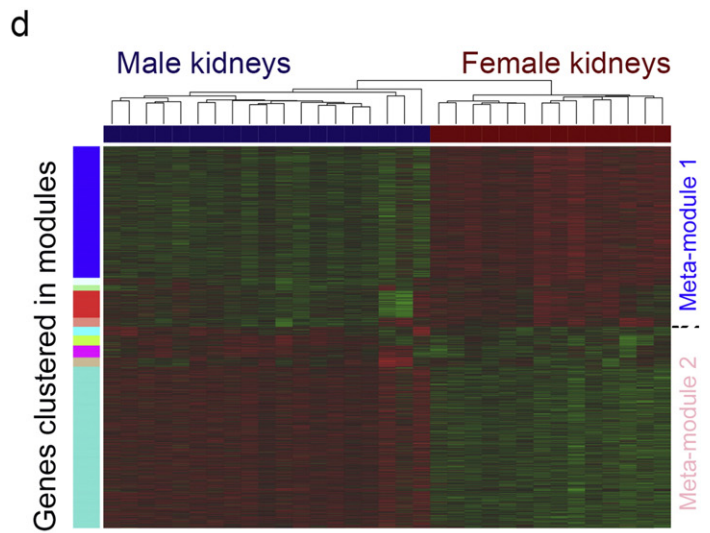 d
Male kidneys
Female kidneys
Genes clustered in modules
Meta-module 1
Meta-module 2